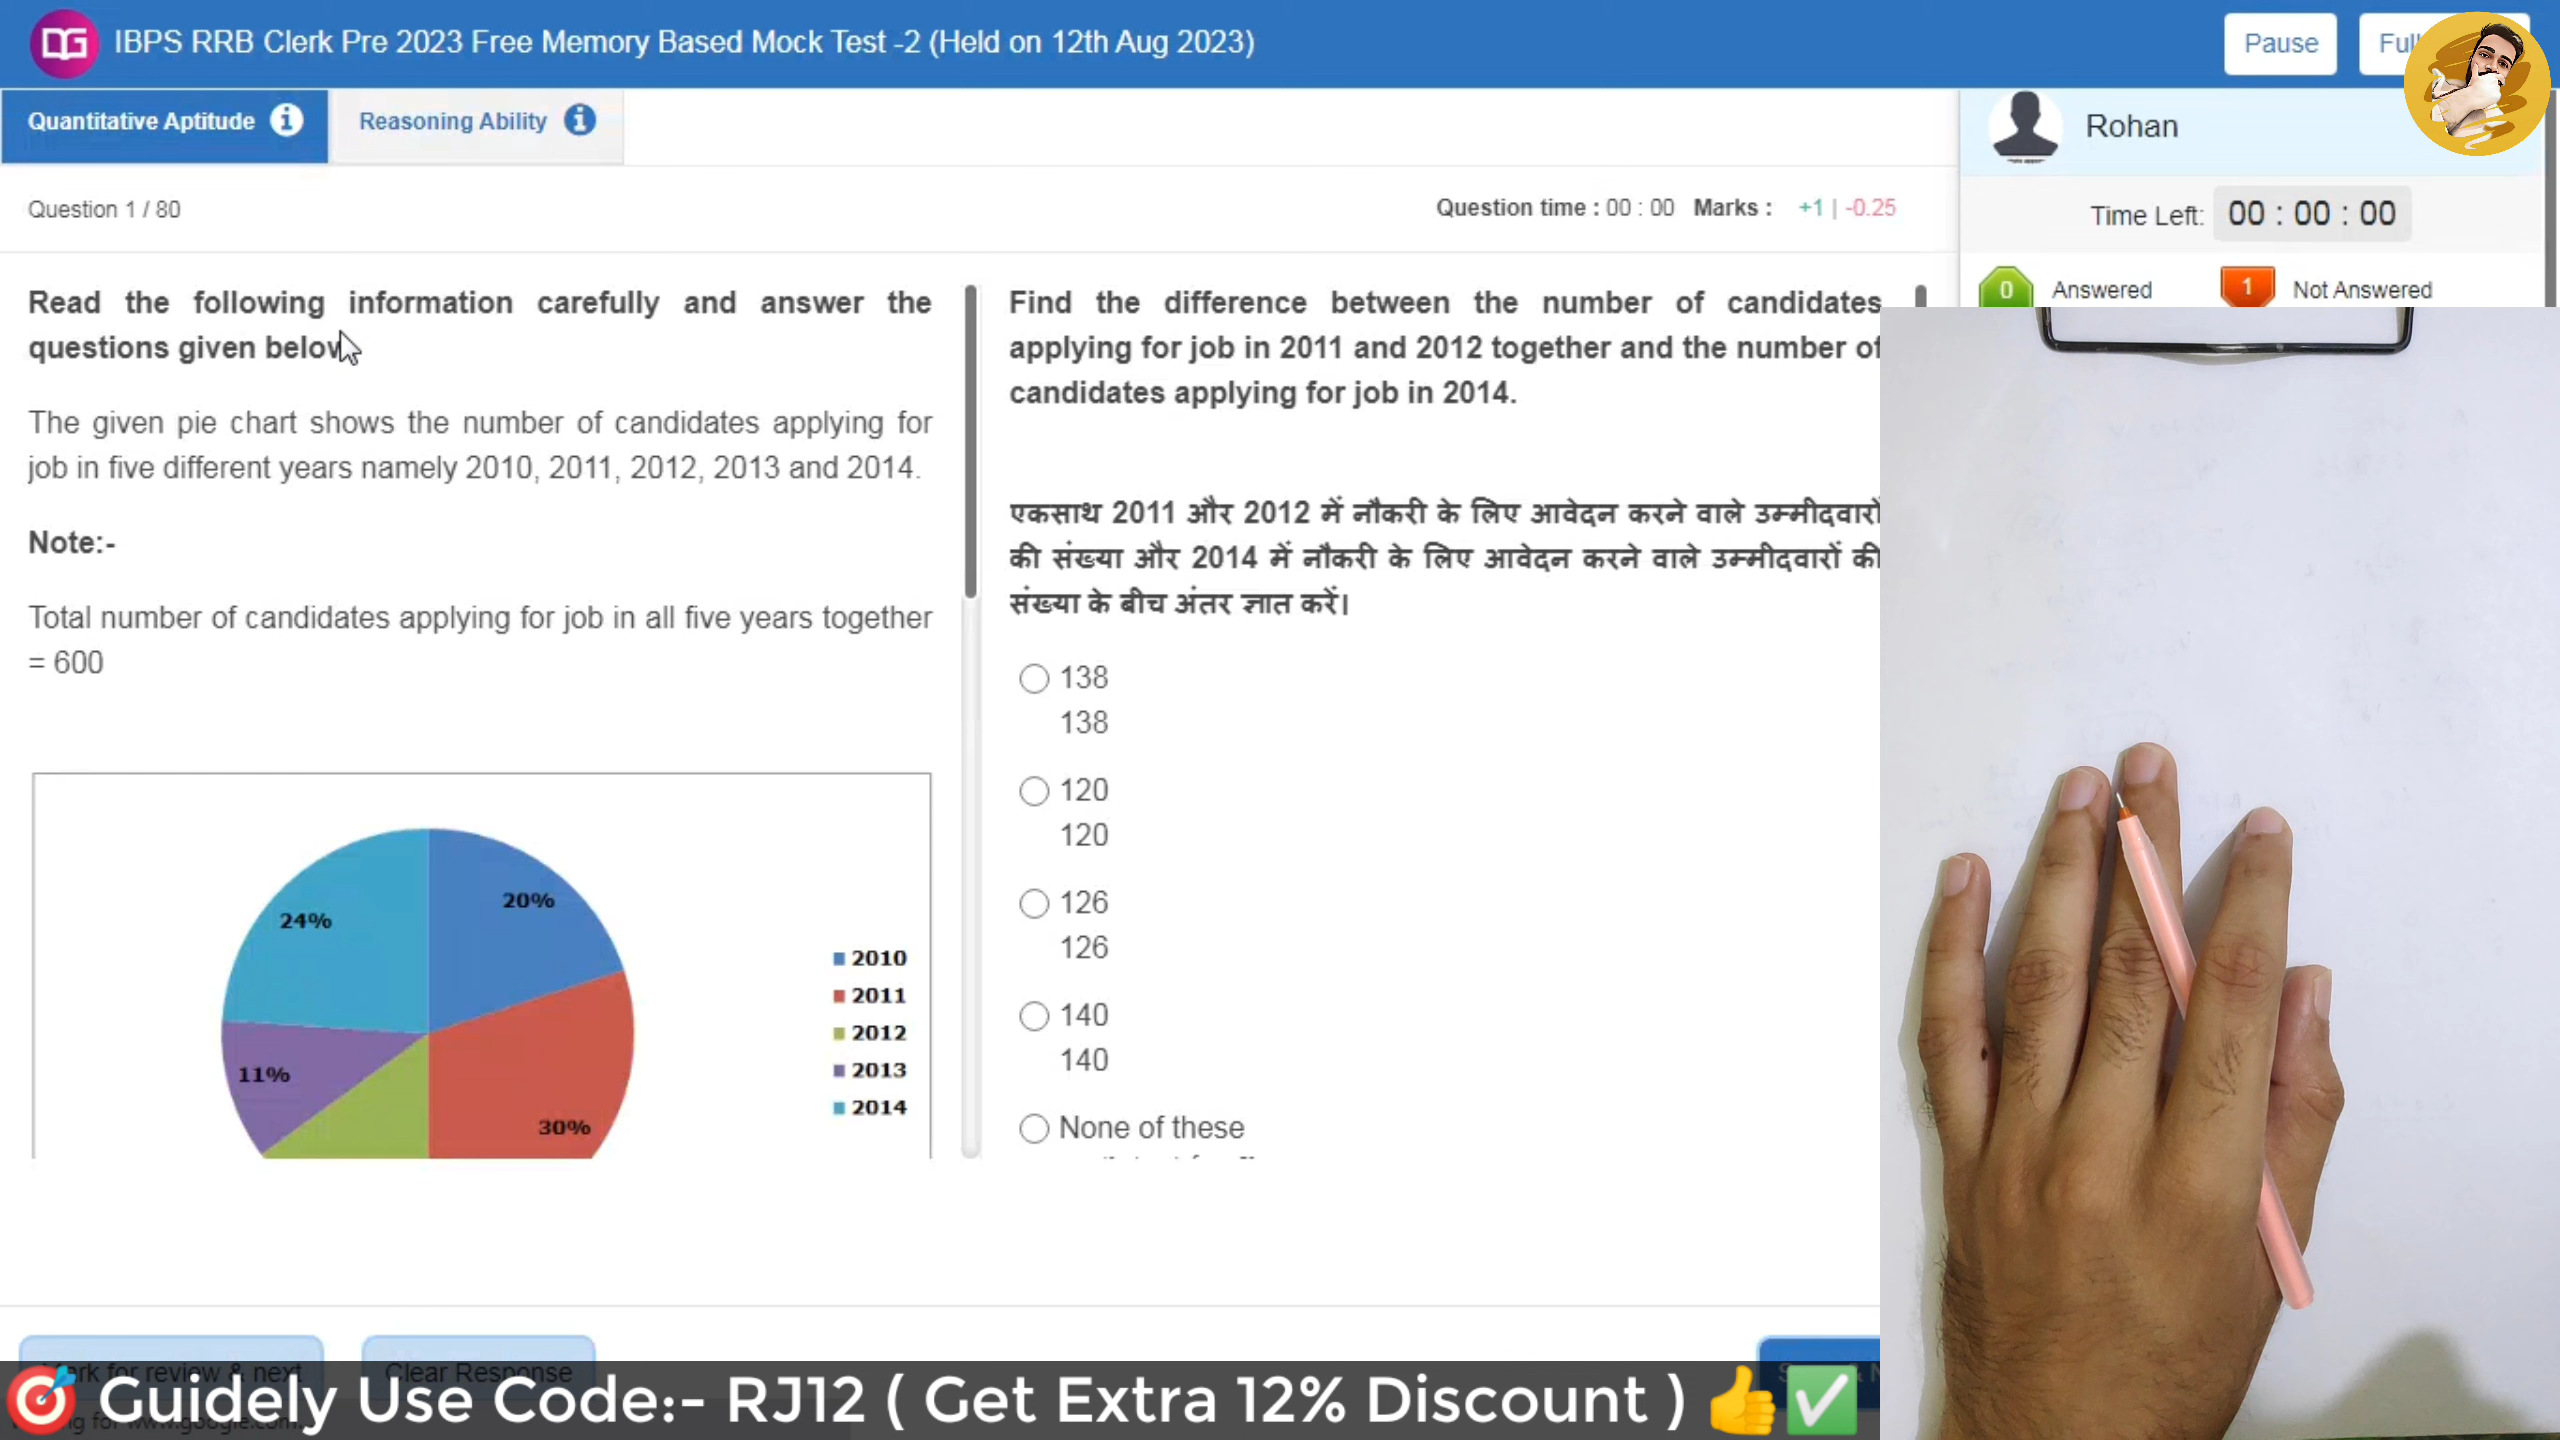 DG IBPS RRB Clerk Pre 2023 Free Memory Based Mock Test -2 (Held on 12th Aug 2023)
Pause
Quantitative Aptitude i
Reasoning Ability i
Rohan
Question 1 / 80
Question time : 00 : 00 Marks : +1 | -0.25
Time Left: 00 : 00 : 00
0 Answered
1 Not Answered
Read the following information carefully and answer the
questions given below
The given pie chart shows the number of candidates applying for
job in five different years namely 2010, 2011, 2012, 2013 and 2014.
Note:-
Total number of candidates applying for job in all five years together
= 600
20%
24%
11%
30%
2010
2011
2012
2013
2014
Find the difference between the number of candidates
applying for job in 2011 and 2012 together and the number of
candidates applying for job in 2014.
एकसाथ 2011 और 2012 में नौकरी के लिए आवेदन करने वाले उम्मीदवारों
की संख्या और 2014 में नौकरी के लिए आवेदन करने वाले उम्मीदवारों की
संख्या के बीच अंतर ज्ञात करें।
138
138
120
120
126
126
140
140
None of these
Mark for review & next
Clear Response
Guidely Use Code:- RJ12 ( Get Extra 12% Discount )